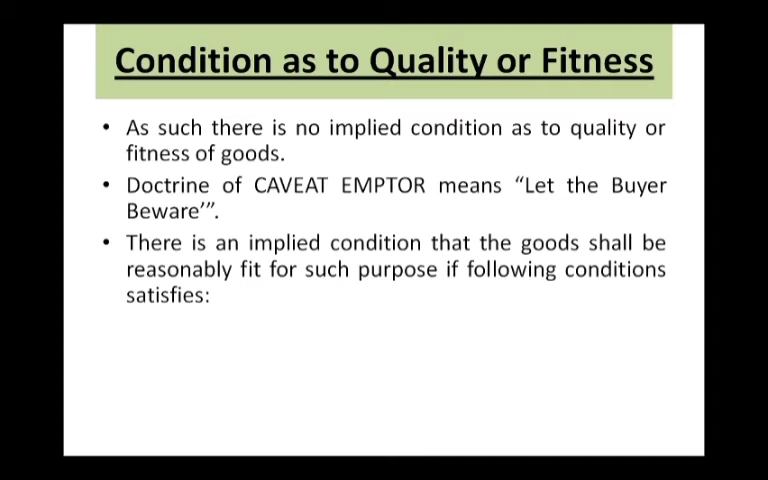 Condition as to Quality or Fitness
• As such there is no implied condition as to quality or
fitness of goods.
• Doctrine of CAVEAT EMPTOR means “Let the Buyer
Beware’”.
• There is an implied condition that the goods shall be
reasonably fit for such purpose if following conditions
satisfies: